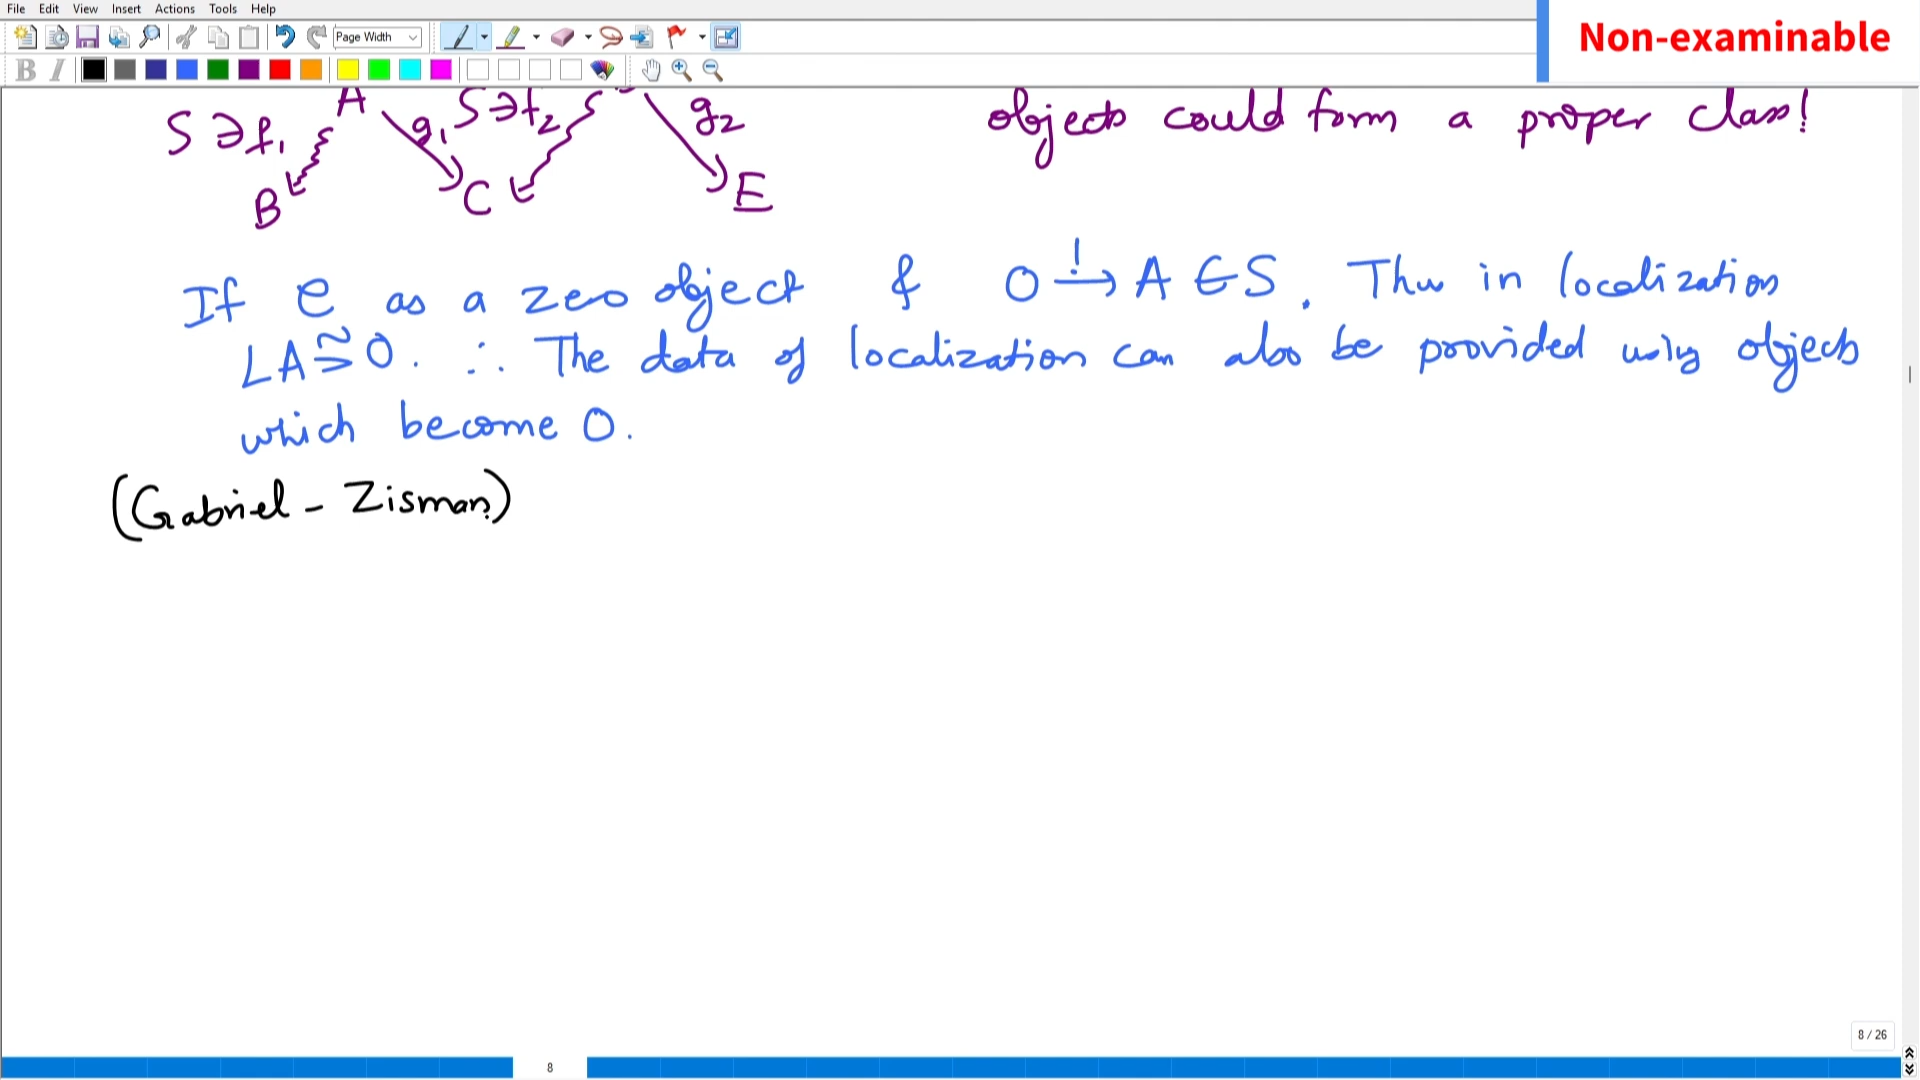 File Edit View Insert Actions Tools Help
Non-examinable
Page Width
B I
S ∋ f₁ A g₁ S ∋ f₂ g₂ objects could form a proper class!
B C E
If C as a zero object & 0 →! A ∈ S. Thus in localization
LA ≅ 0. ∴ The data of localization can also be provided using objects
which become 0.
(Gabriel - Zisman)
8 / 26
8